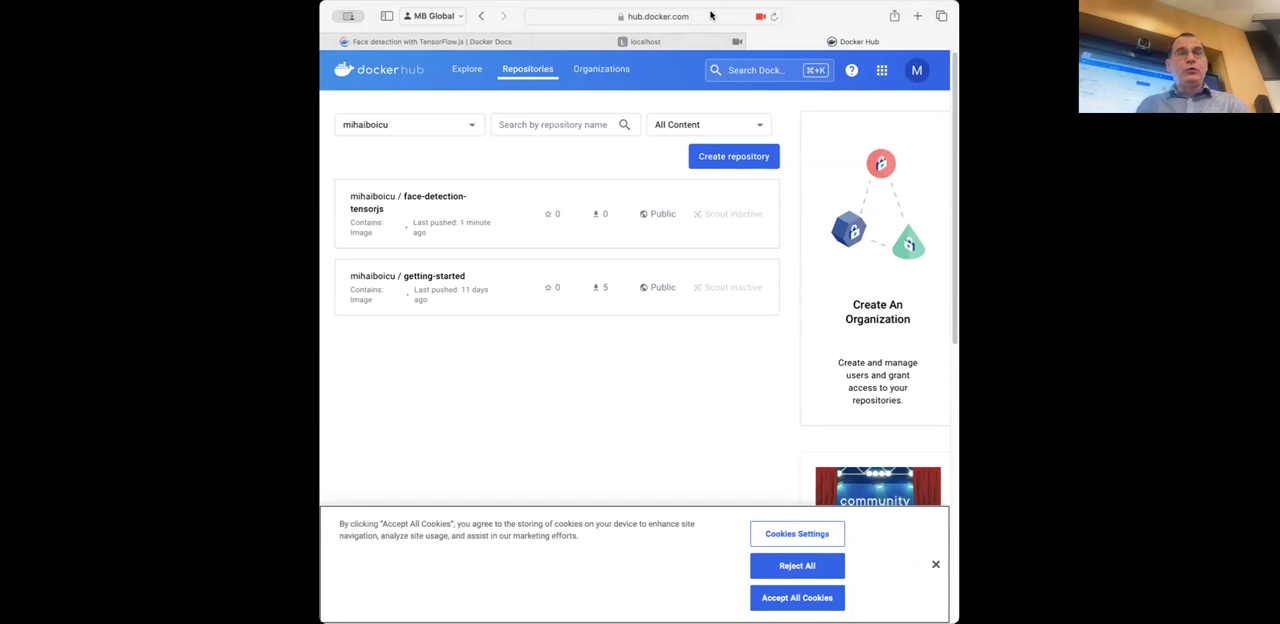 MB Global
hub.docker.com
Face detection with TensorFlow.js | Docker Docs
L localhost
Docker Hub
docker hub
Explore
Repositories
Organizations
Search Dock...
⌘+K
M
mihaiboicu
Search by repository name
All Content
Create repository
mihaiboicu / face-detection-
tensorjs
Contains:
Image
Last pushed: 1 minute
ago
0
0
Public
Scout inactive
mihaiboicu / getting-started
Contains:
Image
Last pushed: 11 days
ago
0
5
Public
Scout inactive
Create An
Organization
Create and manage
users and grant
access to your
repositories.
community
By clicking "Accept All Cookies", you agree to the storing of cookies on your device to enhance site
navigation, analyze site usage, and assist in our marketing efforts.
Cookies Settings
Reject All
Accept All Cookies